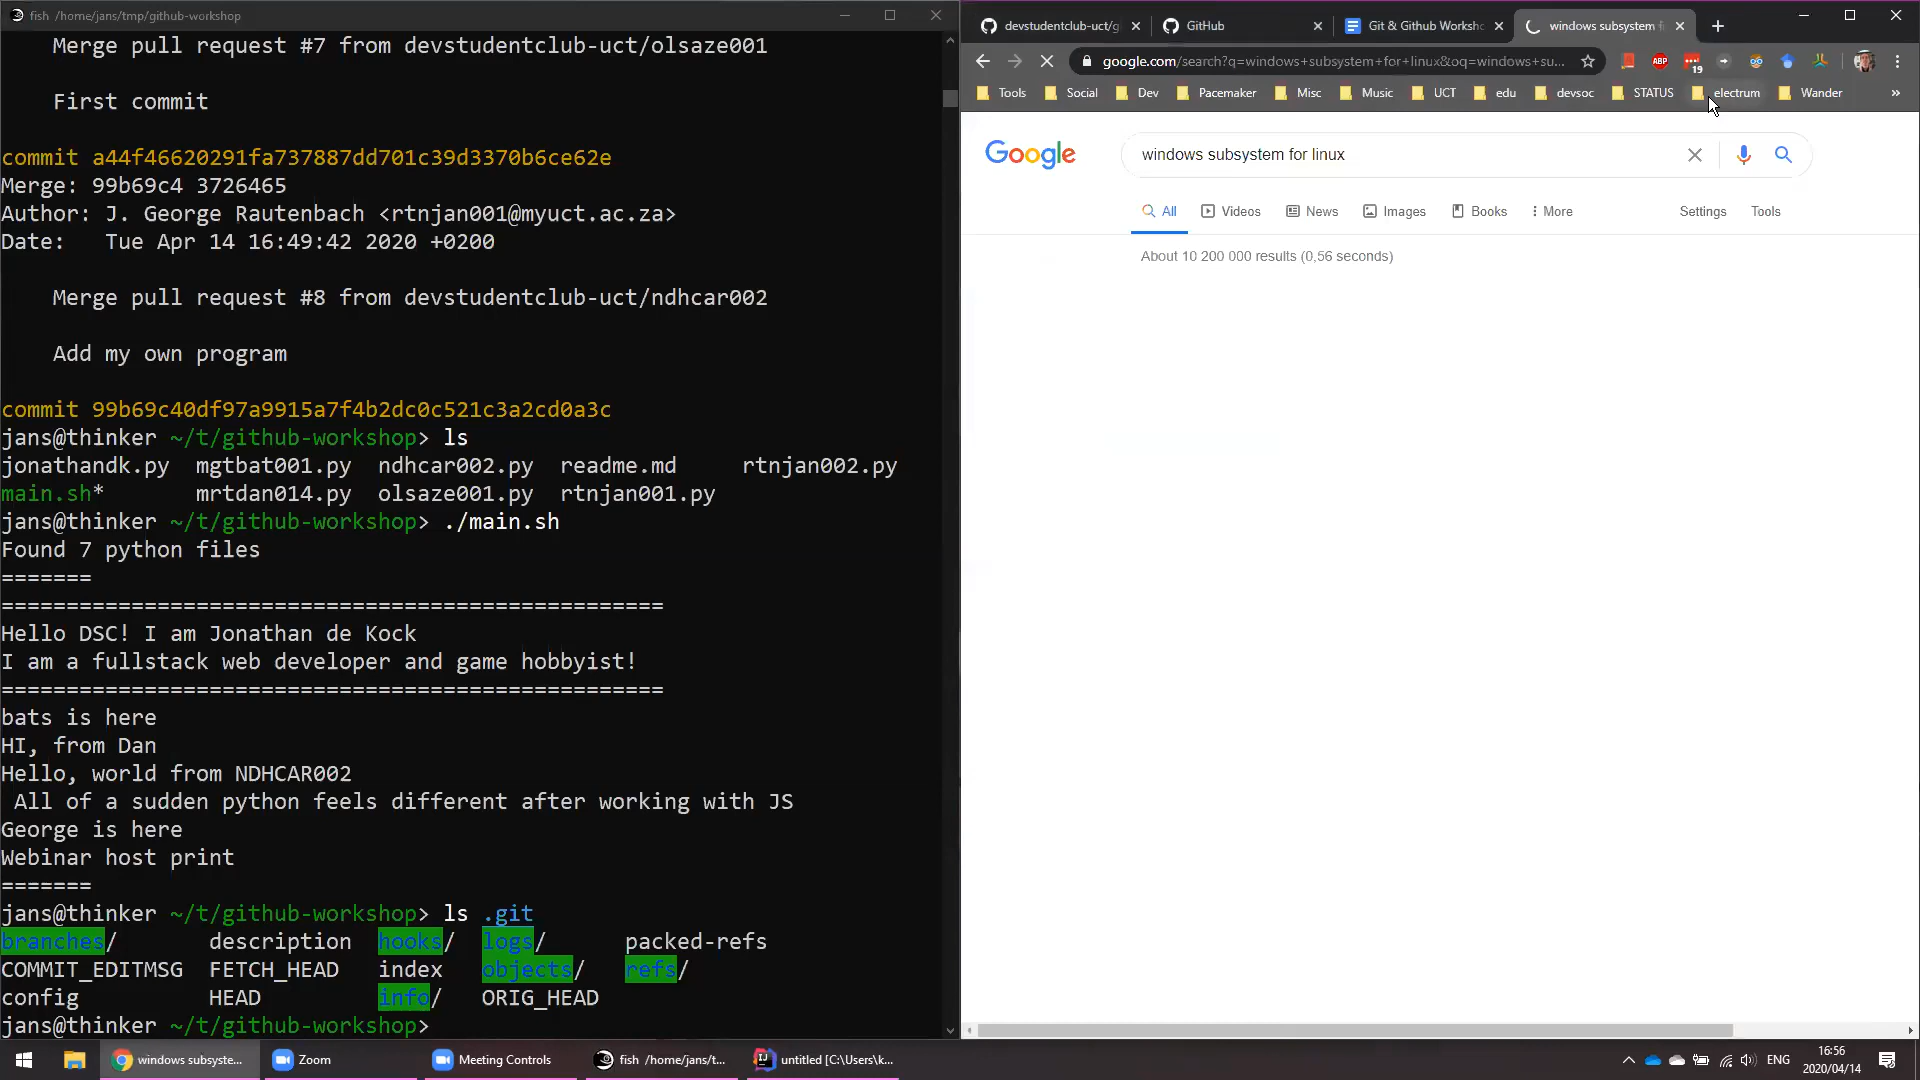 fish /home/jans/tmp/github-workshop
Merge pull request #7 from devstudentclub-uct/olsaze001
First commit
commit a44f46620291fa737887dd701c39d3370b6ce62e
Merge: 99b69c4 3726465
Author: J. George Rautenbach <rtnjan001@myuct.ac.za>
Date:   Tue Apr 14 16:49:42 2020 +0200
Merge pull request #8 from devstudentclub-uct/ndhcar002
Add my own program
commit 99b69c40df97a9915a7f4b2dc0c521c3a2cd0a3c
jans@thinker ~/t/github-workshop> ls
jonathandk.py  mgtbat001.py  ndhcar002.py  readme.md     rtnjan002.py
main.sh*       mrtdan014.py  olsaze001.py  rtnjan001.py
jans@thinker ~/t/github-workshop> ./main.sh
Found 7 python files
=======
===================================================
Hello DSC! I am Jonathan de Kock
I am a fullstack web developer and game hobbyist!
===================================================
bats is here
HI, from Dan
Hello, world from NDHCAR002
All of a sudden python feels different after working with JS
George is here
Webinar host print
=======
jans@thinker ~/t/github-workshop> ls .git
branches/       description  hooks/  logs/      packed-refs
COMMIT_EDITMSG  FETCH_HEAD   index   objects/   refs/
config          HEAD         info/   ORIG_HEAD
jans@thinker ~/t/github-workshop>
devstudentclub-uct/g
GitHub
Git & Github Worksho
windows subsystem f
google.com/search?q=windows+subsystem+for+linux&oq=windows+su...
ABP
19
Tools
Social
Dev
Pacemaker
Misc
Music
UCT
edu
devsoc
STATUS
electrum
Wander
»
Google
windows subsystem for linux
All
Videos
News
Images
Books
More
Settings
Tools
About 10 200 000 results (0,56 seconds)
windows subsyste...
Zoom
Meeting Controls
fish /home/jans/t...
untitled [C:\Users\k...
ENG
16:56
2020/04/14